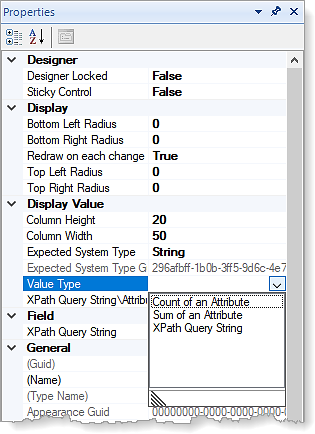 Properties
Designer
Designer Locked False
Sticky Control False
Display
Bottom Left Radius 0
Bottom Right Radius 0
Redraw on each change True
Top Left Radius 0
Top Right Radius 0
Display Value
Column Height 20
Column Width 50
Expected System Type String
Expected System Type G 296afbff-1b0b-3ff5-9d6c-4e7
Value Type
XPath Query String\Attribu
Count of an Attribute
Field
Sum of an Attribute
XPath Query String
XPath Query String
General
(Guid)
(Name)
(Type Name)
Appearance Guid 00000000-0000-0000-0000-0